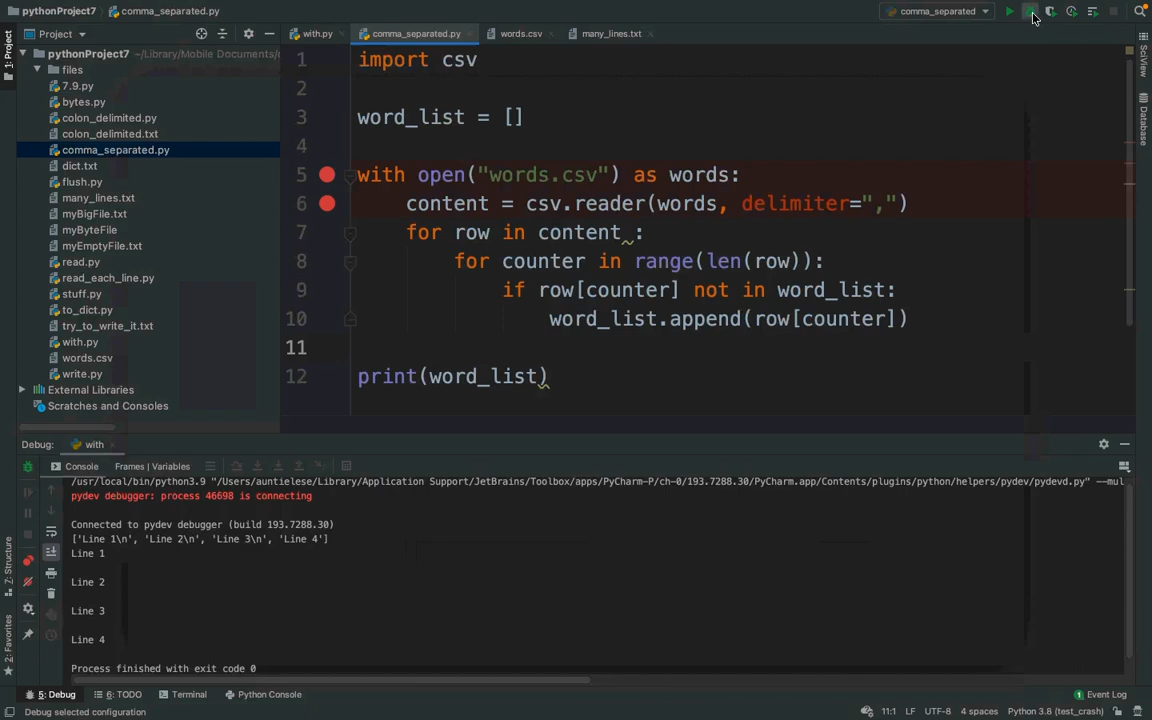 pythonProject7 comma_separated.py comma_separated
Project with.py comma_separated.py words.csv many_lines.txt
1: Project
pythonProject7 ~/Library/Mobile Documents/c
files
7.9.py
bytes.py
colon_delimited.py
colon_delimited.txt
comma_separated.py
dict.txt
flush.py
many_lines.txt
myBigFile.txt
myByteFile
myEmptyFile.txt
read.py
read_each_line.py
stuff.py
to_dict.py
try_to_write_it.txt
with.py
words.csv
write.py
External Libraries
Scratches and Consoles
1 import csv
2
3 word_list = []
4
5 with open("words.csv") as words:
6 content = csv.reader(words, delimiter=",")
7 for row in content :
8 for counter in range(len(row)):
9 if row[counter] not in word_list:
10 word_list.append(row[counter])
11
12 print(word_list)
SciView
Database
Debug: with
Console Frames | Variables
/usr/local/bin/python3.9 "/Users/auntielese/Library/Application Support/JetBrains/Toolbox/apps/PyCharm-P/ch-0/193.7288.30/PyCharm.app/Contents/plugins/python/helpers/pydev/pydevd.py" --mul
pydev debugger: process 46698 is connecting
Connected to pydev debugger (build 193.7288.30)
['Line 1\n', 'Line 2\n', 'Line 3\n', 'Line 4']
Line 1
Line 2
Line 3
Line 4
Process finished with exit code 0
7: Structure
2: Favorites
5: Debug 6: TODO Terminal Python Console 1 Event Log
Debug selected configuration 11:1 LF UTF-8 4 spaces Python 3.8 (test_crash)